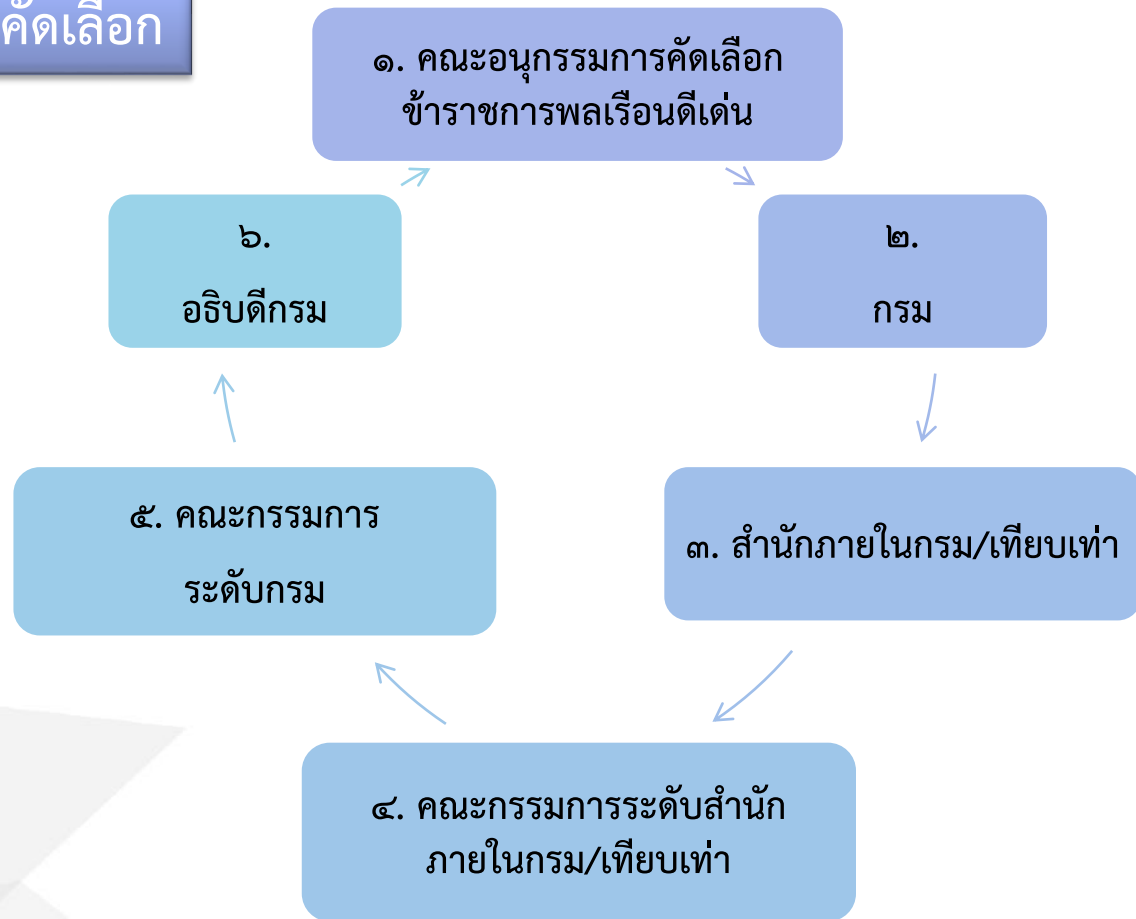 คัดเลือก
๑. คณะอนุกรรมการคัดเลือก
ข้าราชการพลเรือนดีเด่น
๒.
กรม
๓. สำนักภายในกรม/เทียบเท่า
๔. คณะกรรมการระดับสำนัก
ภายในกรม/เทียบเท่า
๕. คณะกรรมการ
ระดับกรม
๖.
อธิบดีกรม